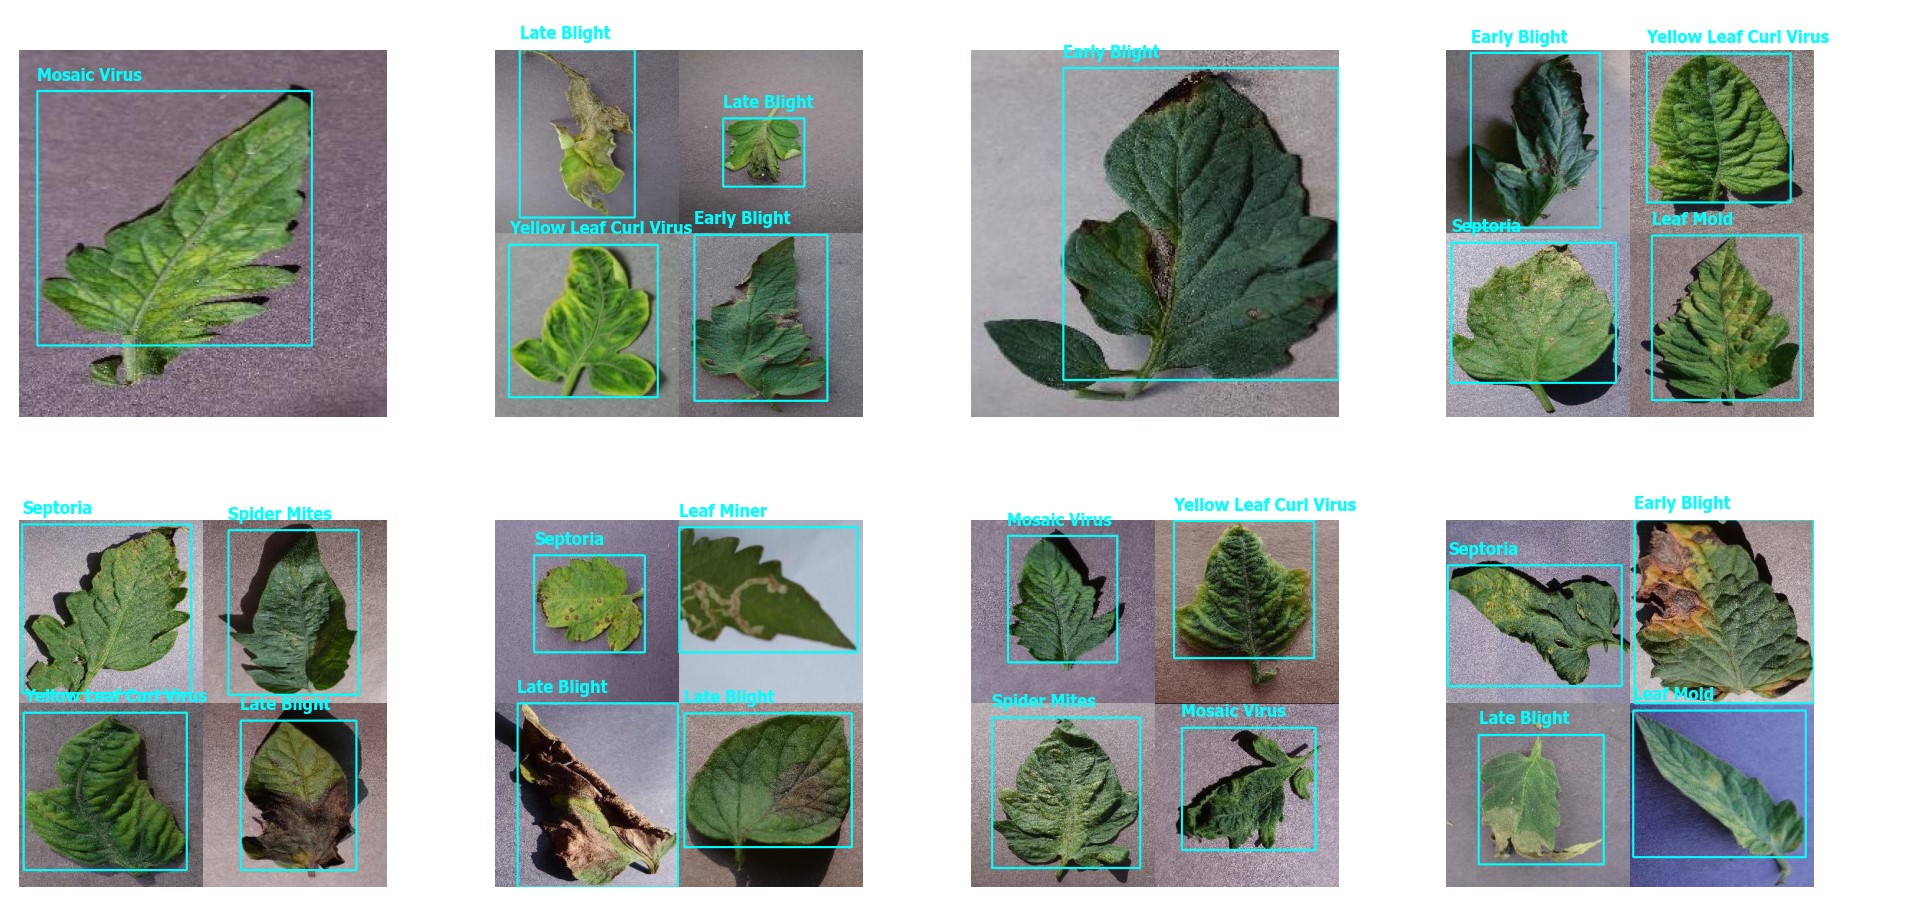 Mosaic Virus
Late Blight
Late Blight
Yellow Leaf Curl Virus
Early Blight
Early Blight
Early Blight
Yellow Leaf Curl Virus
Septoria
Leaf Mold
Septoria
Spider Mites
Yellow Leaf Curl Virus
Late Blight
Septoria
Leaf Miner
Late Blight
Late Blight
Mosaic Virus
Yellow Leaf Curl Virus
Spider Mites
Mosaic Virus
Septoria
Early Blight
Late Blight
Leaf Mold